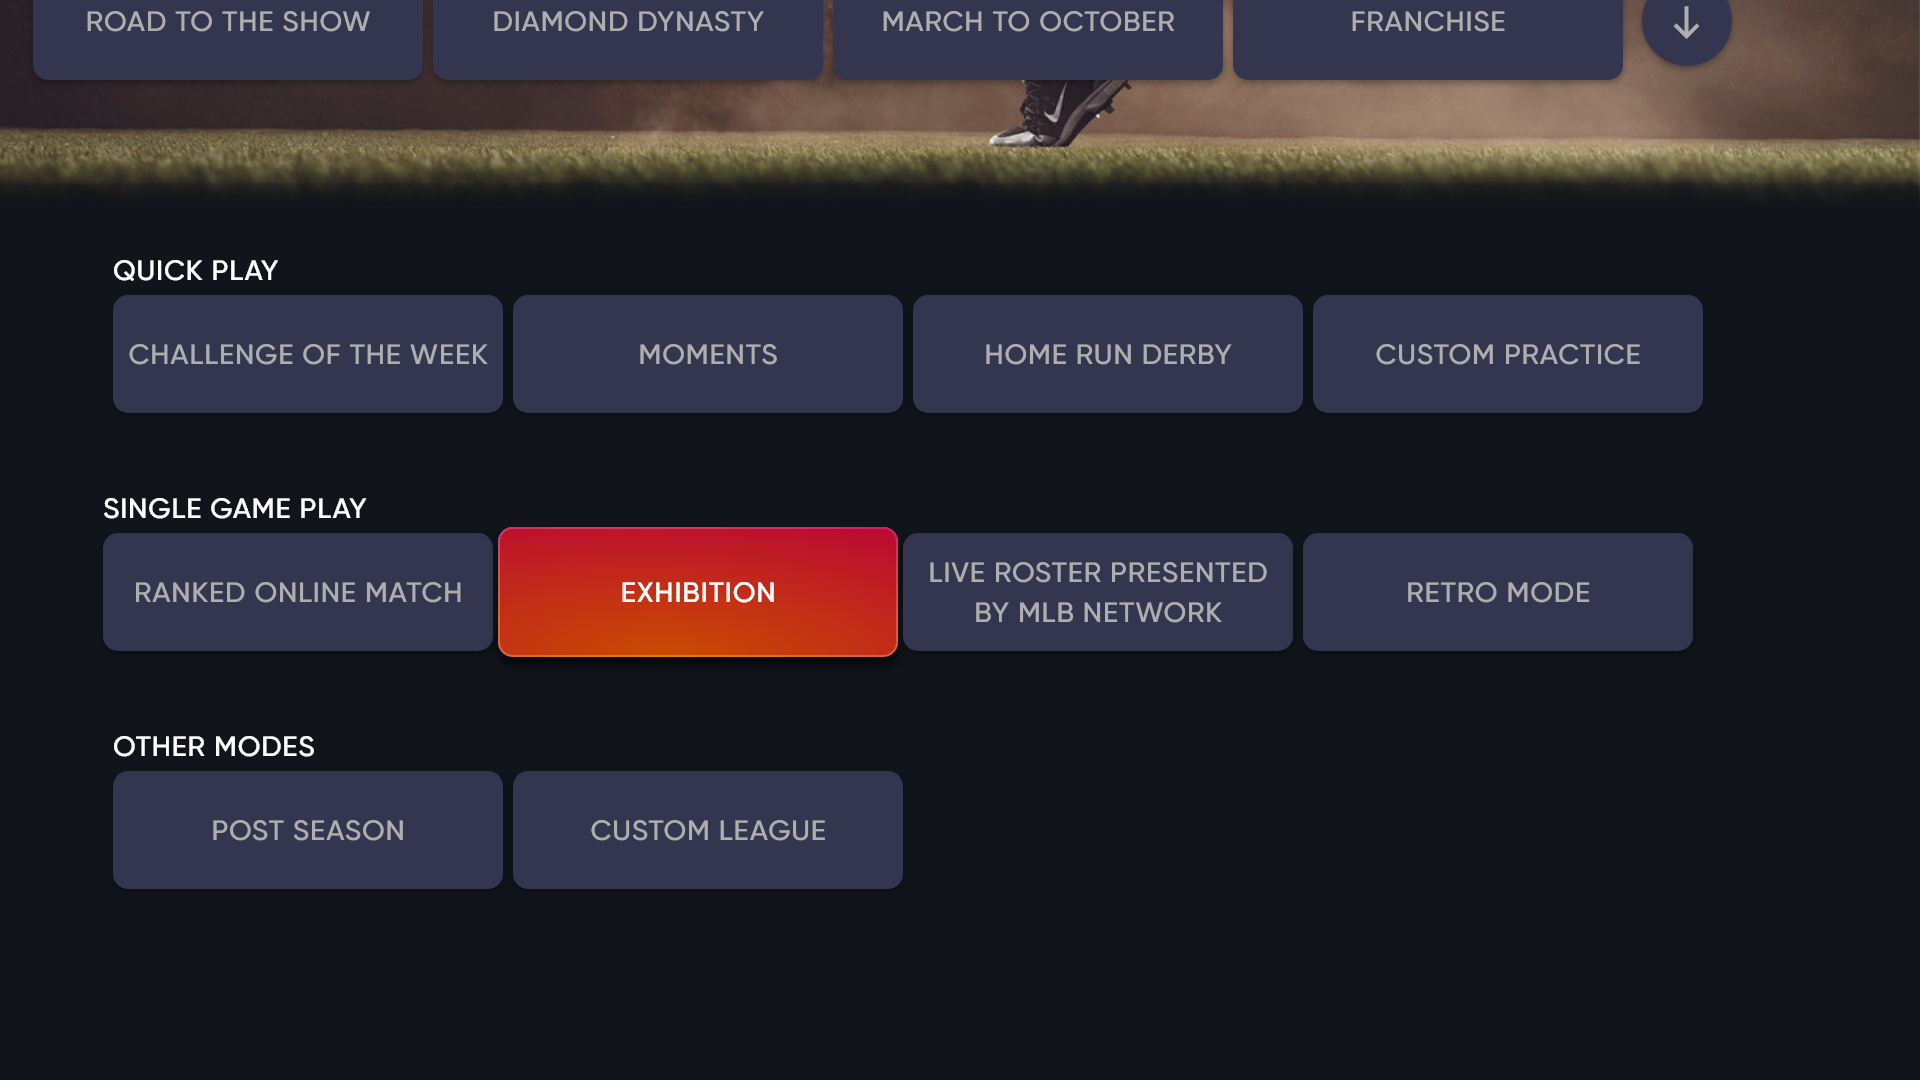 ROAD TO THE SHOW
DIAMOND DYNASTY
MARCH TO OCTOBER
FRANCHISE
QUICK PLAY
CHALLENGE OF THE WEEK
MOMENTS
HOME RUN DERBY
CUSTOM PRACTICE
SINGLE GAME PLAY
RANKED ONLINE MATCH
EXHIBITION
LIVE ROSTER PRESENTED
BY MLB NETWORK
RETRO MODE
OTHER MODES
POST SEASON
CUSTOM LEAGUE